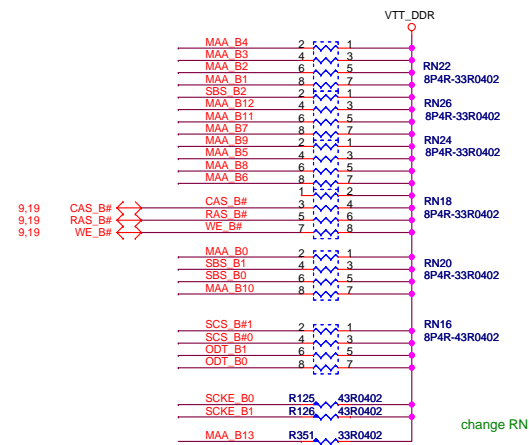 VTT_DDR
MAA_B4 2 1
MAA_B3 4 3
MAA_B2 6 5 RN22
MAA_B1 8 7 8P4R-33R0402
SBS_B2 2 1
MAA_B12 4 3 RN26
MAA_B11 6 5 8P4R-33R0402
MAA_B7 8 7
MAA_B9 2 1 RN24
MAA_B5 4 3 8P4R-33R0402
MAA_B8 6 5
MAA_B6 8 7
1 2
9,19 CAS_B# CAS_B# 3 4 RN18
9,19 RAS_B# RAS_B# 5 6 8P4R-33R0402
9,19 WE_B# WE_B# 7 8
MAA_B0 2 1
SBS_B1 4 3 RN20
SBS_B0 6 5 8P4R-33R0402
MAA_B10 8 7
SCS_B#1 2 1 RN16
SCS_B#0 4 3 8P4R-43R0402
ODT_B1 6 5
ODT_B0 8 7
SCKE_B0 R125 43R0402
SCKE_B1 R126 43R0402
change RN
MAA_B13 R351 33R0402